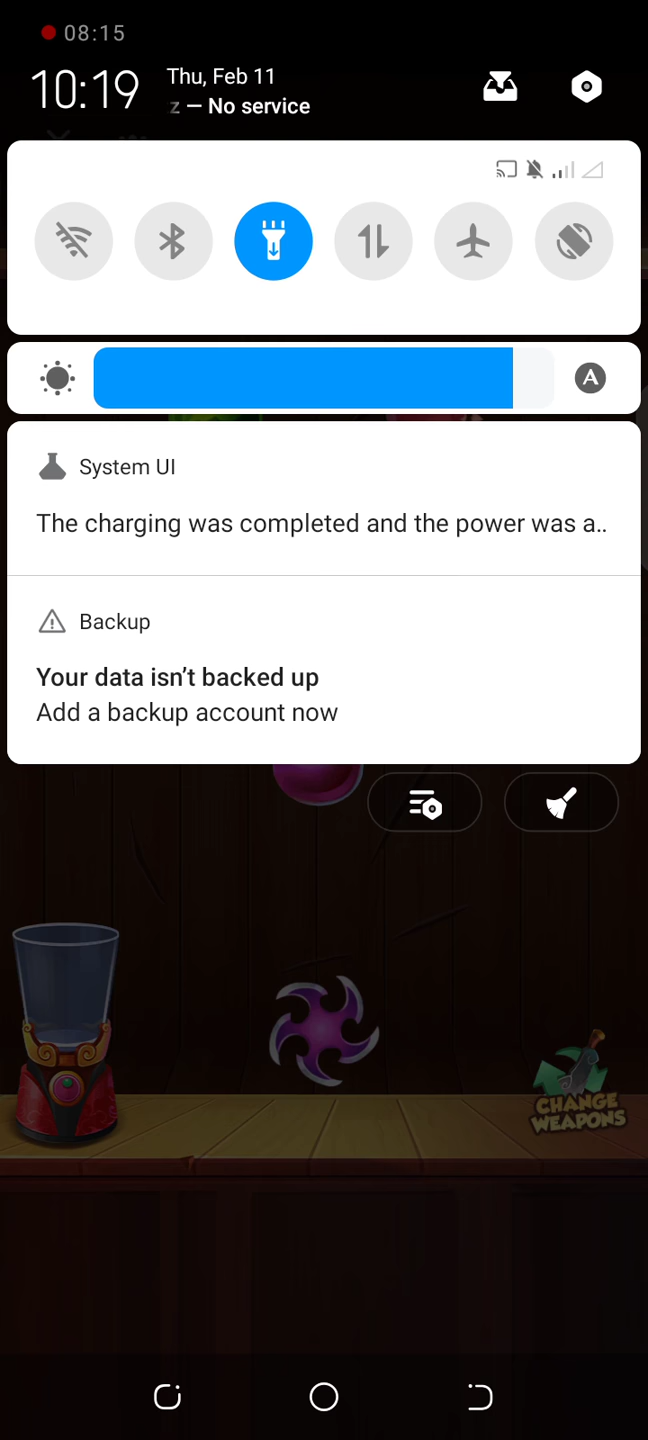 08:15
10:19
Thu, Feb 11
z — No service
A
System UI
The charging was completed and the power was a..
Backup
Your data isn’t backed up
Add a backup account now
CHANGE
WEAPONS